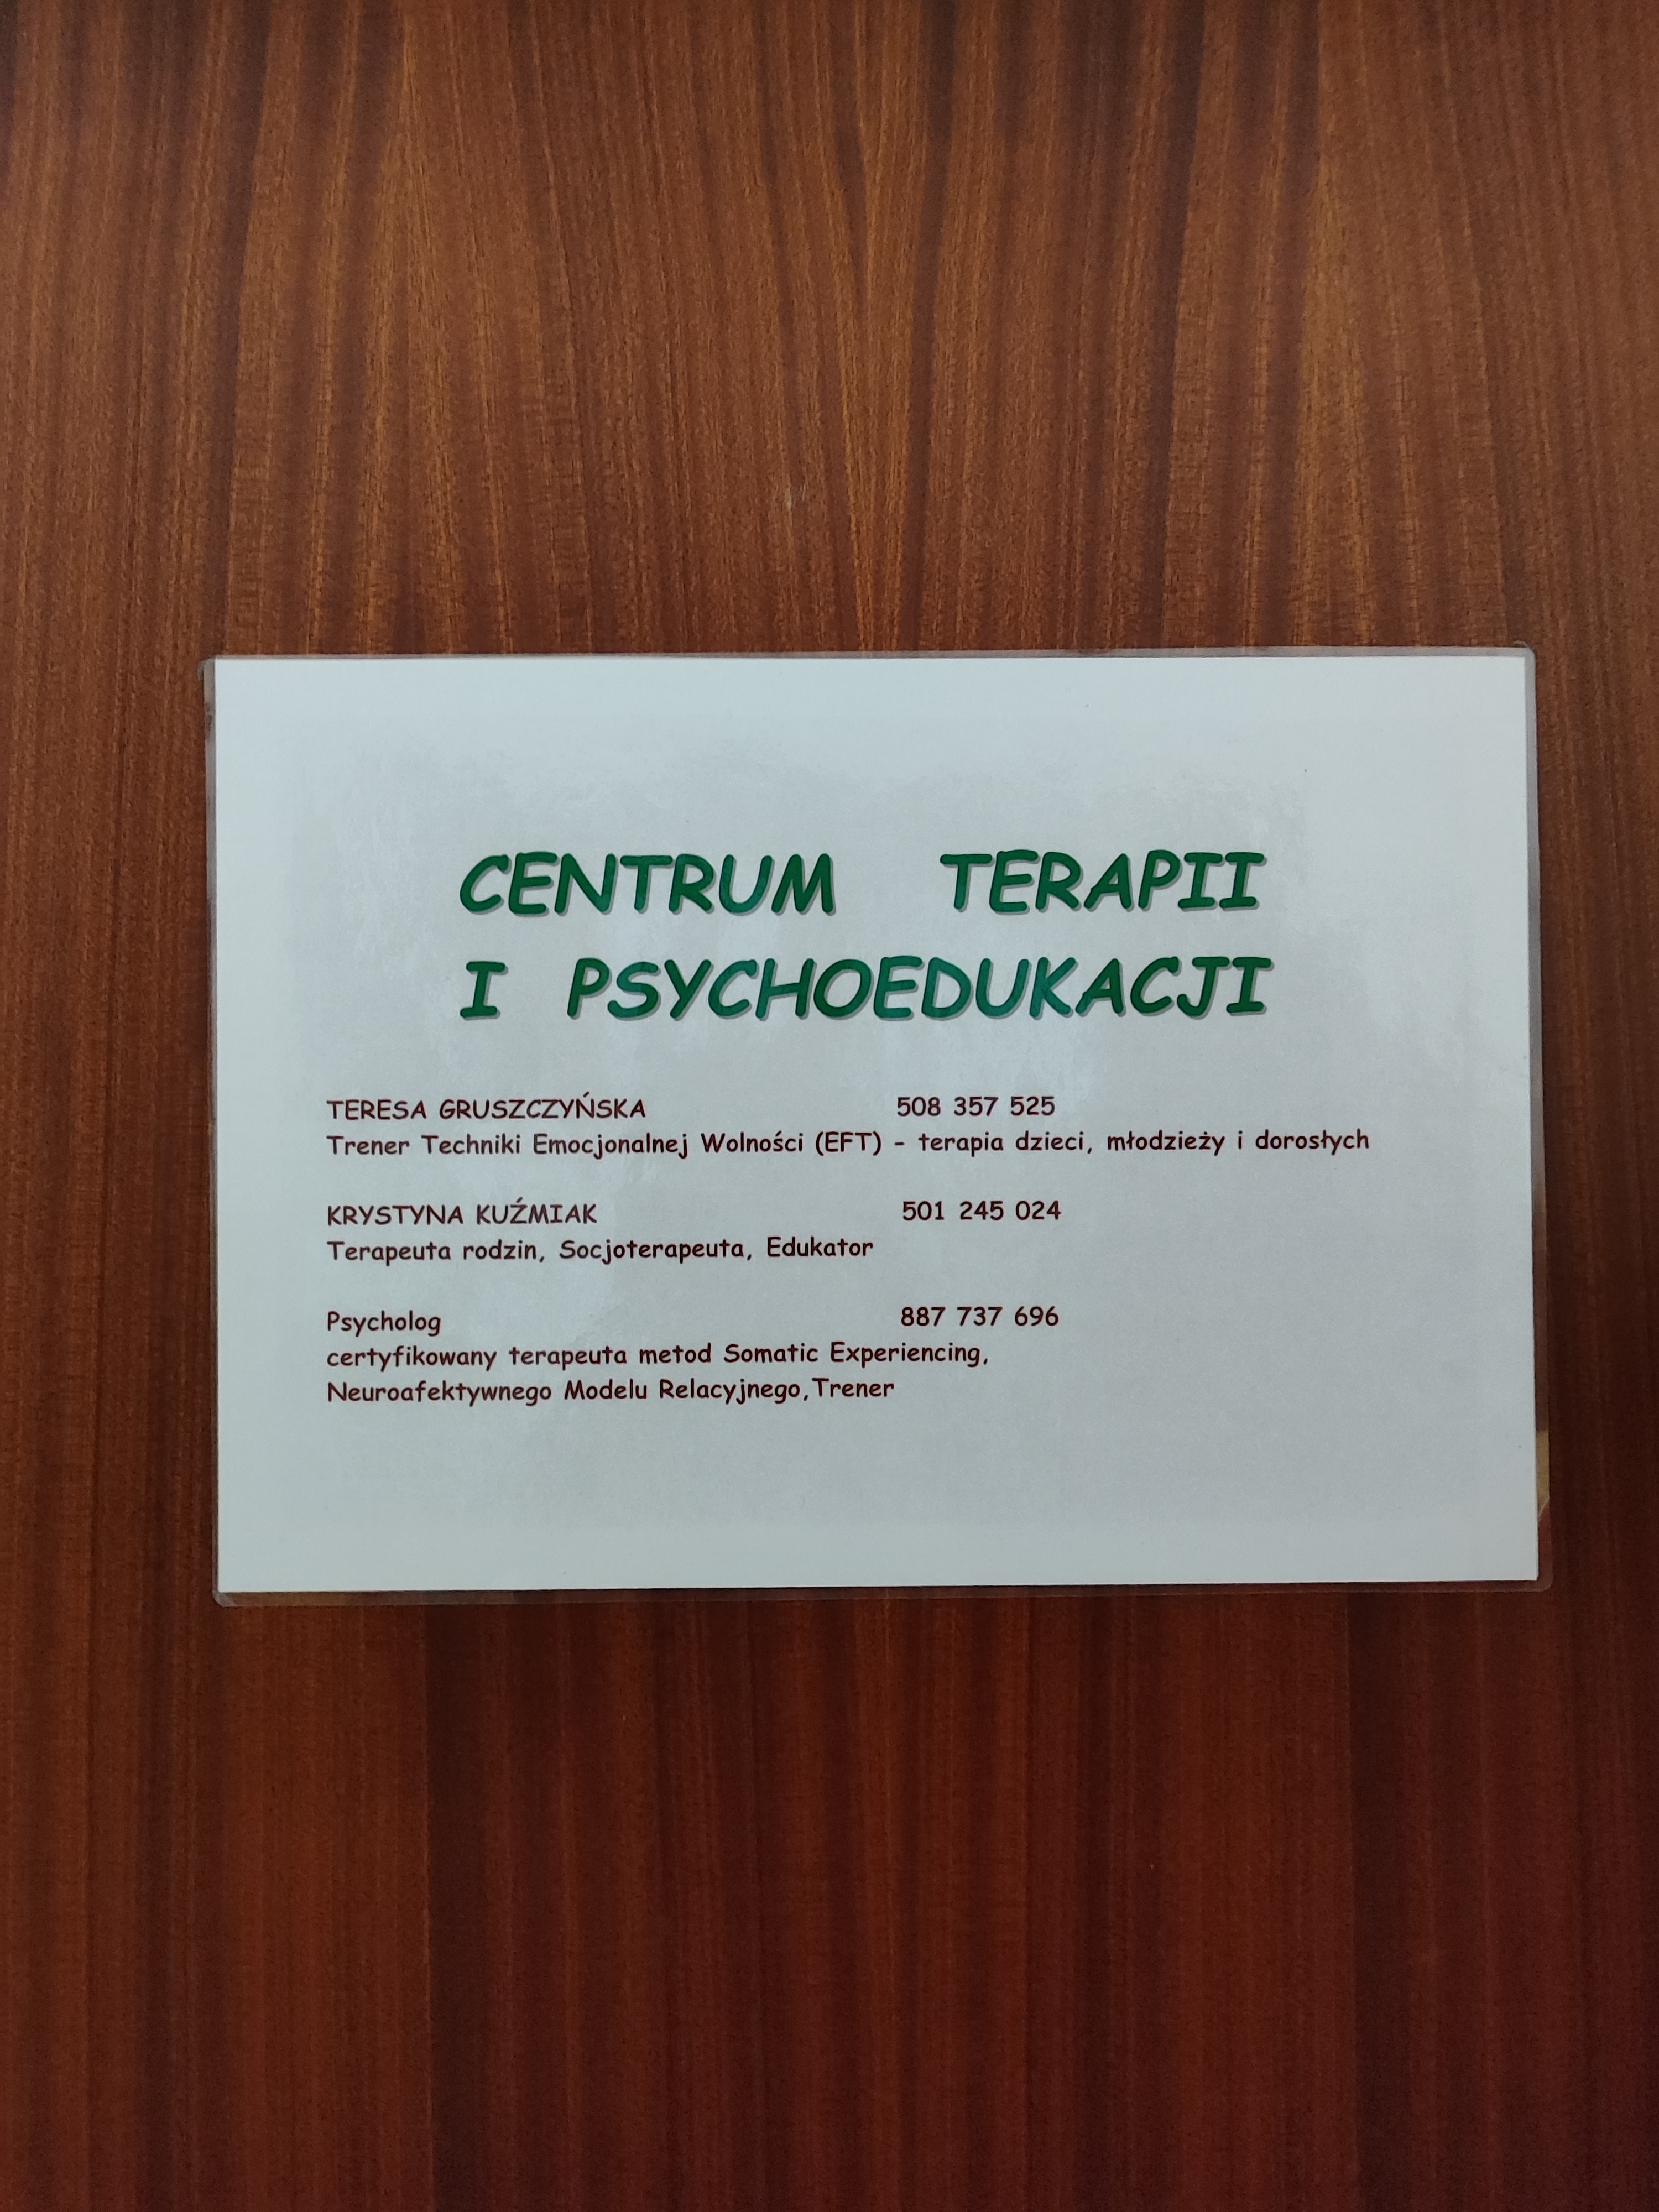 CENTRUM TERAPII
I PSYCHOEDUKACJI
TERESA GRUSZCZYŃSKA 508 357 525
Trener Techniki Emocjonalnej Wolności (EFT) - terapia dzieci, młodzieży i dorosłych
KRYSTYNA KUŹMIAK 501 245 024
Terapeuta rodzin, Socjoterapeuta, Edukator
Psycholog 887 737 696
certyfikowany terapeuta metod Somatic Experiencing,
Neuroafektywnego Modelu Relacyjnego,Trener